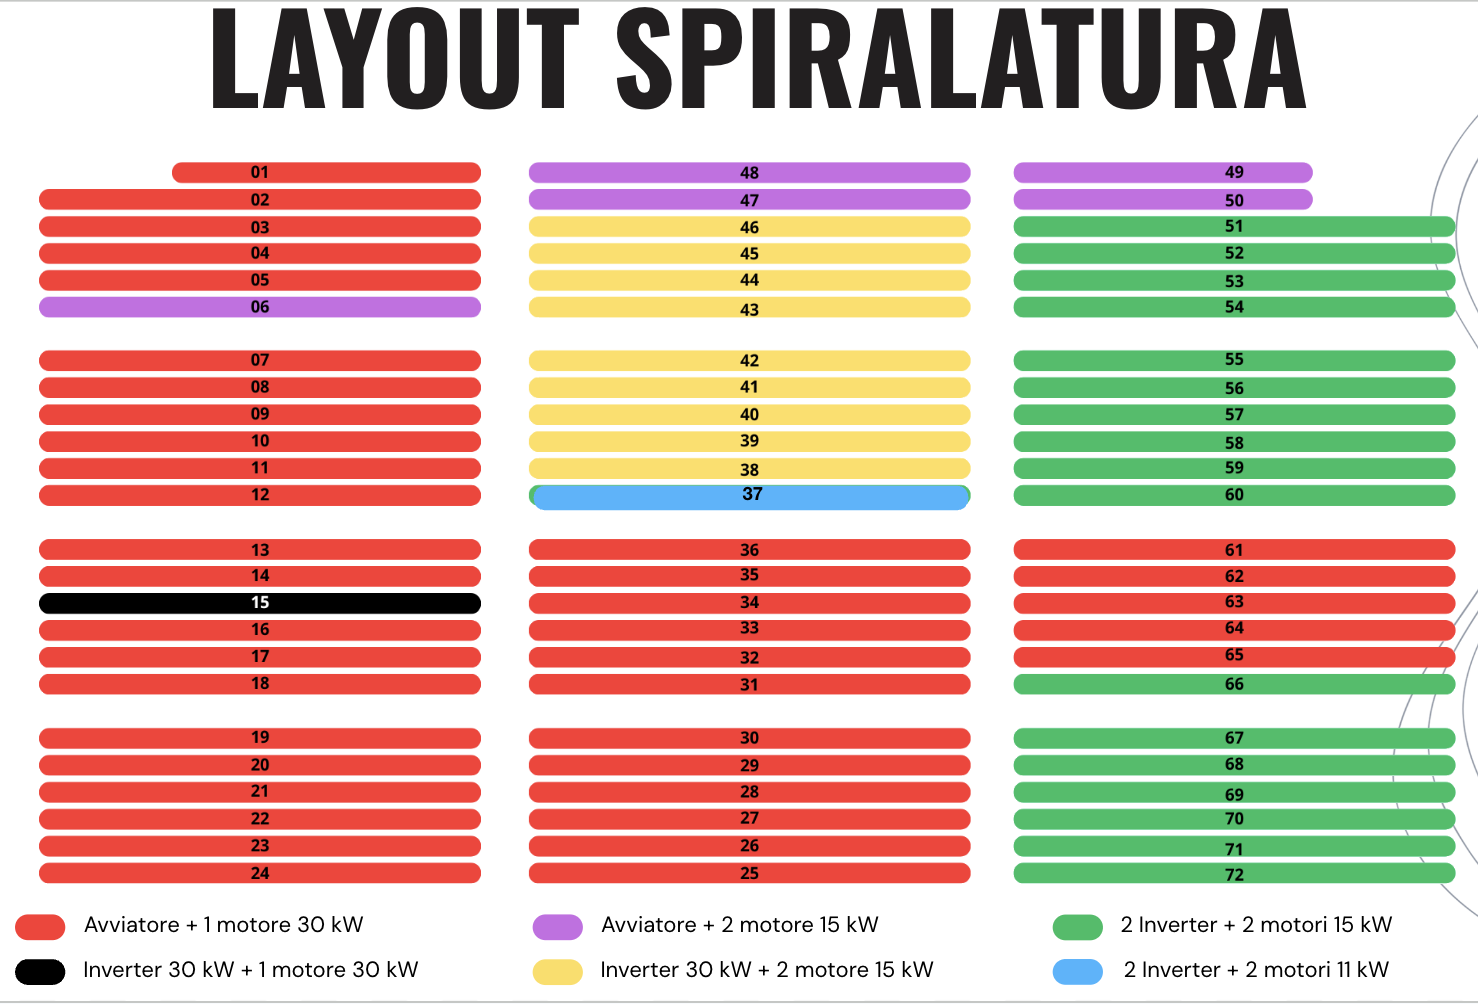 LAYOUT SPIRALATURA
01 48 49
02 47 50
03 46 51
04 45 52
05 44 53
06 43 54
07 42 55
08 41 56
09 40 57
10 39 58
11 38 59
12 37 60
13 36 61
14 35 62
15 34 63
16 33 64
17 32 65
18 31 66
19 30 67
20 29 68
21 28 69
22 27 70
23 26 71
24 25 72
Avviatore + 1 motore 30 kW Avviatore + 2 motore 15 kW 2 Inverter + 2 motori 15 kW
Inverter 30 kW + 1 motore 30 kW Inverter 30 kW + 2 motore 15 kW 2 Inverter + 2 motori 11 kW